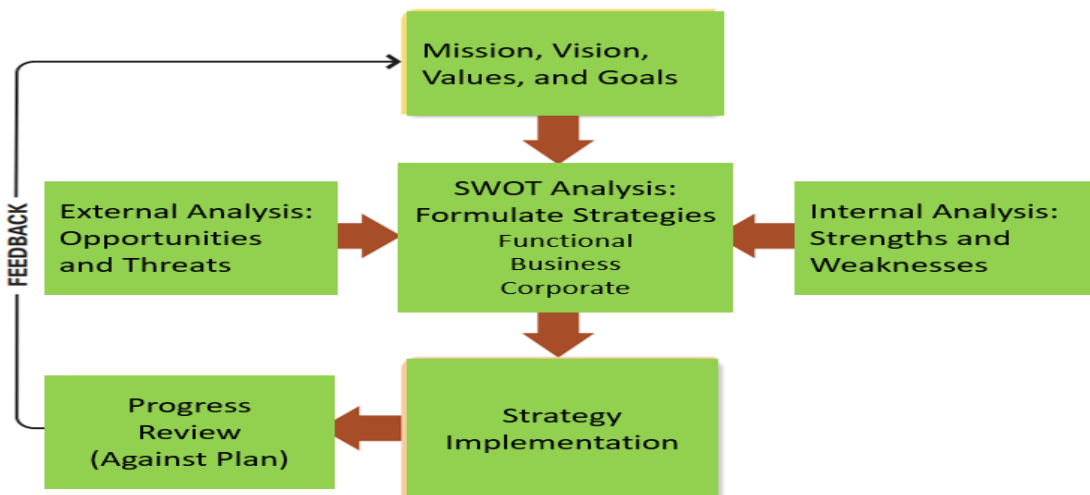 Mission, Vision,
Values, and Goals
FEEDBACK
External Analysis:
Opportunities
and Threats
SWOT Analysis:
Formulate Strategies
Functional
Business
Corporate
Internal Analysis:
Strengths and
Weaknesses
Progress
Review
(Against Plan)
Strategy
Implementation